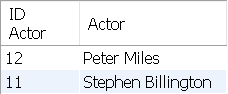 ID
Actor
Actor
12 Peter Miles
11 Stephen Billington